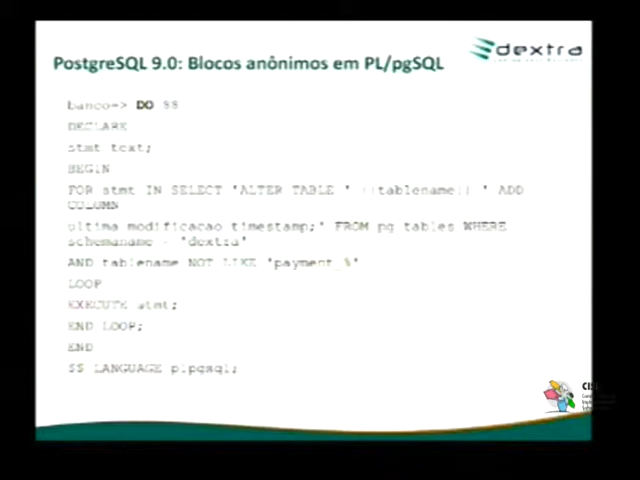 dextra
PostgreSQL 9.0: Blocos anônimos em PL/pgSQL
banco=> DO $$
DECLARE
stmt text;
BEGIN
FOR stmt IN SELECT 'ALTER TABLE ' ||tablename|| ' ADD
COLUMN
ultima_modificacao timestamp;' FROM pg_tables WHERE
schemaname = 'dextra'
AND tablename NOT LIKE 'payment_%'
LOOP
EXECUTE stmt;
END LOOP;
END
$$ LANGUAGE plpgsql;